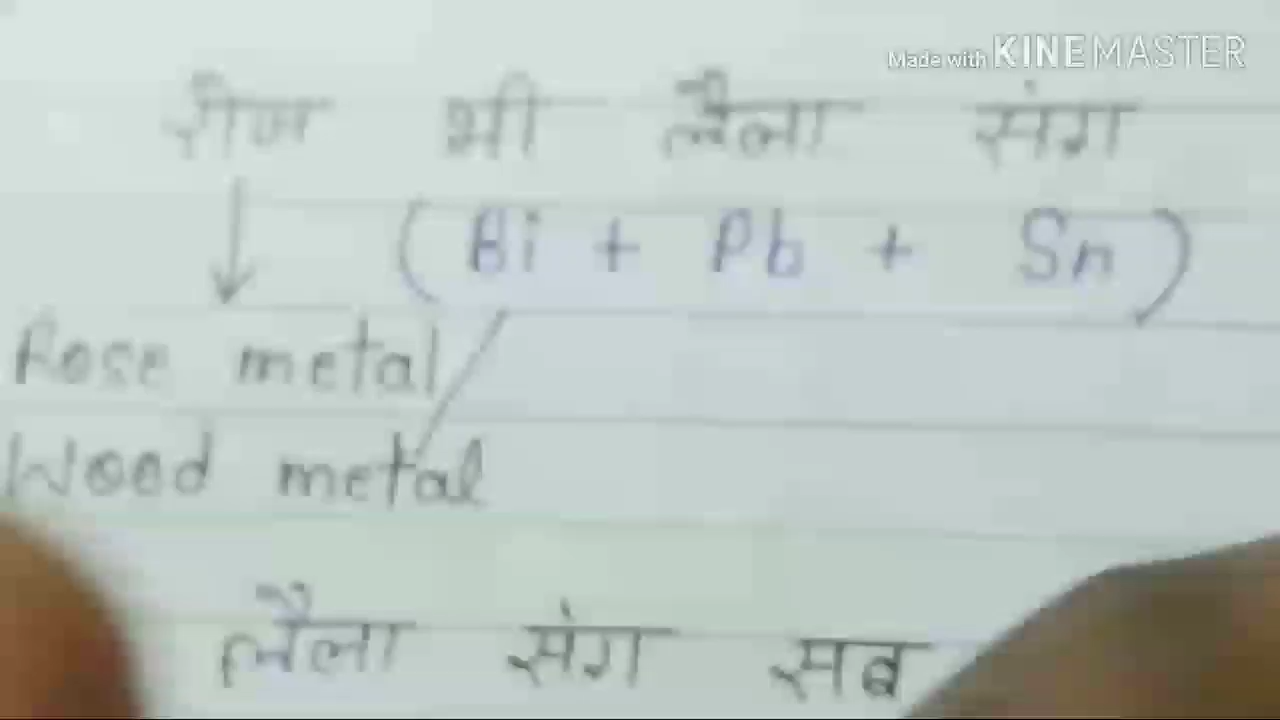 Made with KINEMASTER
रोज भी लैला संग
(Bi + Pb + Sn)
Rose metal
Wood metal
लैला संग सब